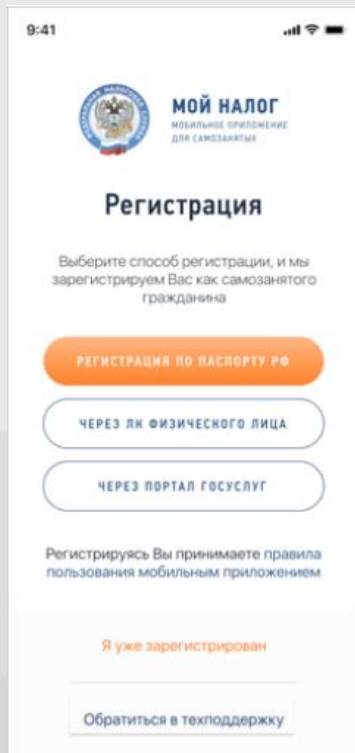 9:41
МОЙ НАЛОГ
МОБИЛЬНОЕ ПРИЛОЖЕНИЕ
ДЛЯ САМОЗАНЯТЫХ
Регистрация
Выберите способ регистрации, и мы
зарегистрируем Вас как самозанятого
гражданина
РЕГИСТРАЦИЯ ПО ПАСПОРТУ РФ
ЧЕРЕЗ ЛК ФИЗИЧЕСКОГО ЛИЦА
ЧЕРЕЗ ПОРТАЛ ГОСУСЛУГ
Регистрируясь Вы принимаете правила
пользования мобильным приложением
Я уже зарегистрирован
Обратиться в техподдержку